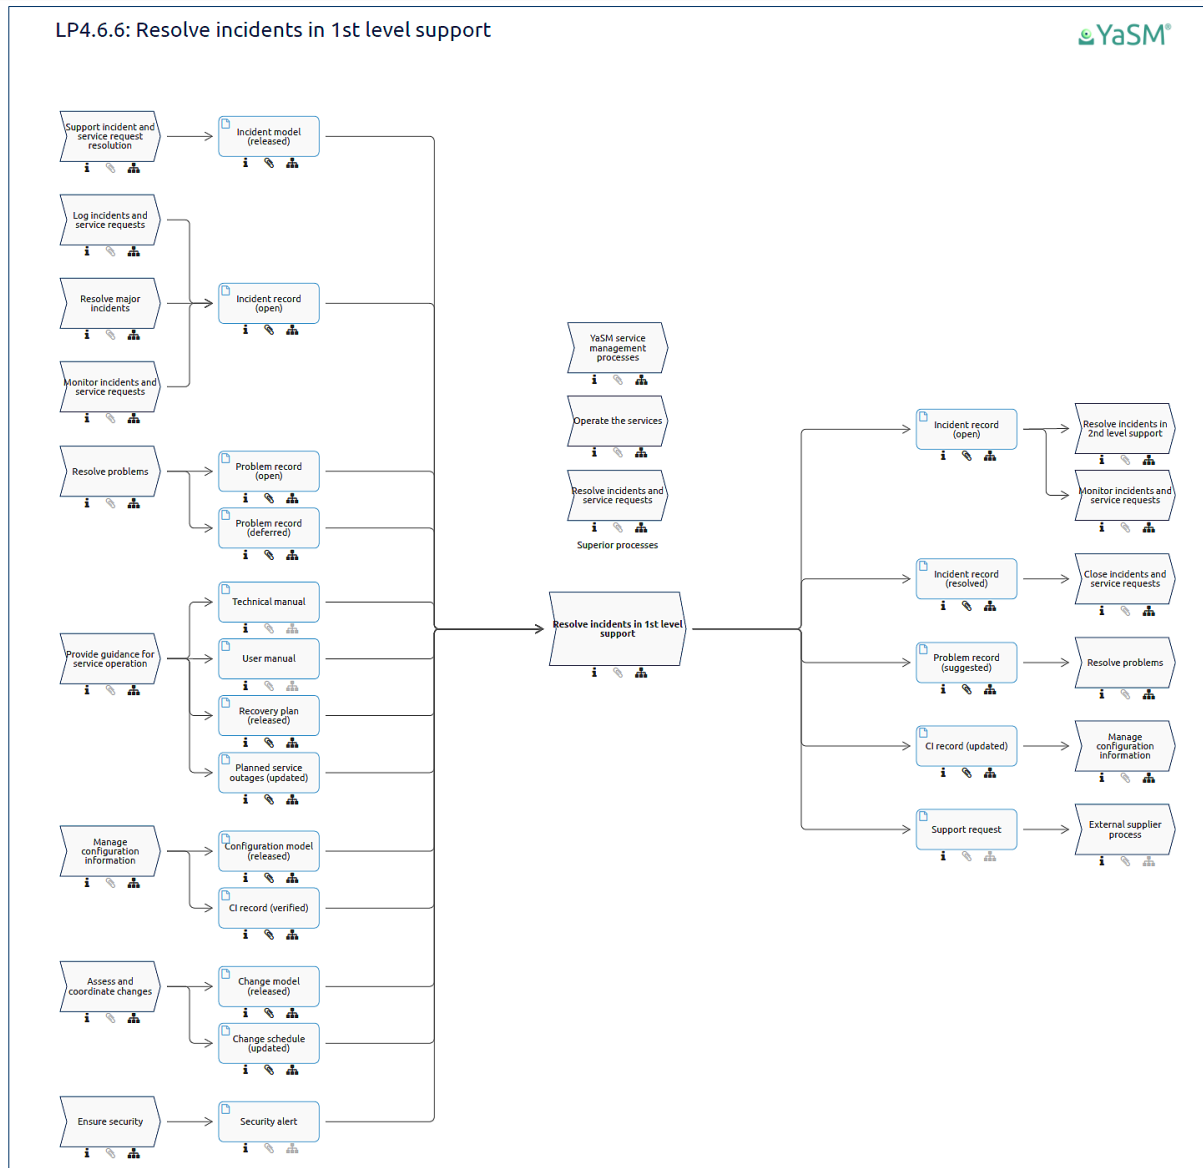 LP4.6.6: Resolve incidents in 1st level support
YaSM®
Support incident and
service request
resolution
Incident model
(released)
Log incidents and
service requests
Resolve major
incidents
Incident record
(open)
Monitor incidents and
service requests
Resolve problems
Problem record
(open)
Problem record
(deferred)
Provide guidance for
service operation
Technical manual
User manual
Recovery plan
(released)
Planned service
outages (updated)
Manage
configuration
information
Configuration model
(released)
CI record (verified)
Assess and
coordinate changes
Change model
(released)
Change schedule
(updated)
Ensure security
Security alert
YaSM service
management
processes
Operate the services
Resolve incidents and
service requests
Superior processes
Resolve incidents in 1st level
support
Incident record
(open)
Resolve incidents in
2nd level support
Monitor incidents and
service requests
Incident record
(resolved)
Close incidents and
service requests
Problem record
(suggested)
Resolve problems
CI record (updated)
Manage
configuration
information
Support request
External supplier
process